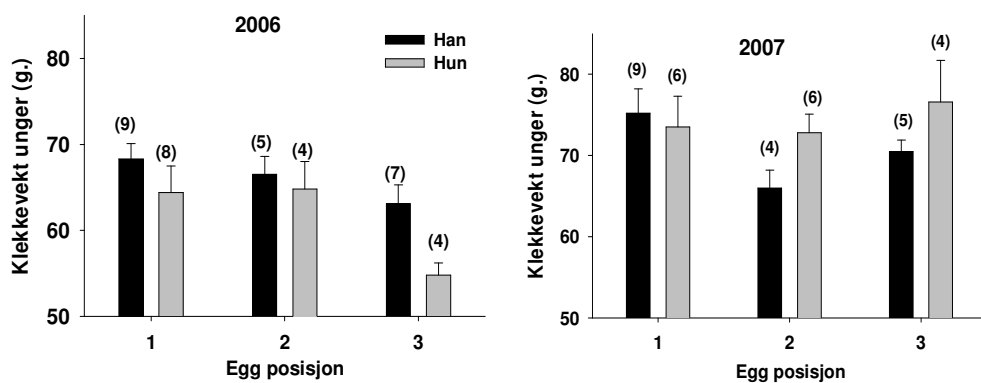 2006
Han
Hun
Klekkevekt unger (g.)
80
70
60
50
(9)
(8)
(5)
(4)
(7)
(4)
1 2 3
Egg posisjon
2007
Klekkevekt unger (g.)
80
70
60
50
(9)
(6)
(4)
(6)
(5)
(4)
1 2 3
Egg posisjon